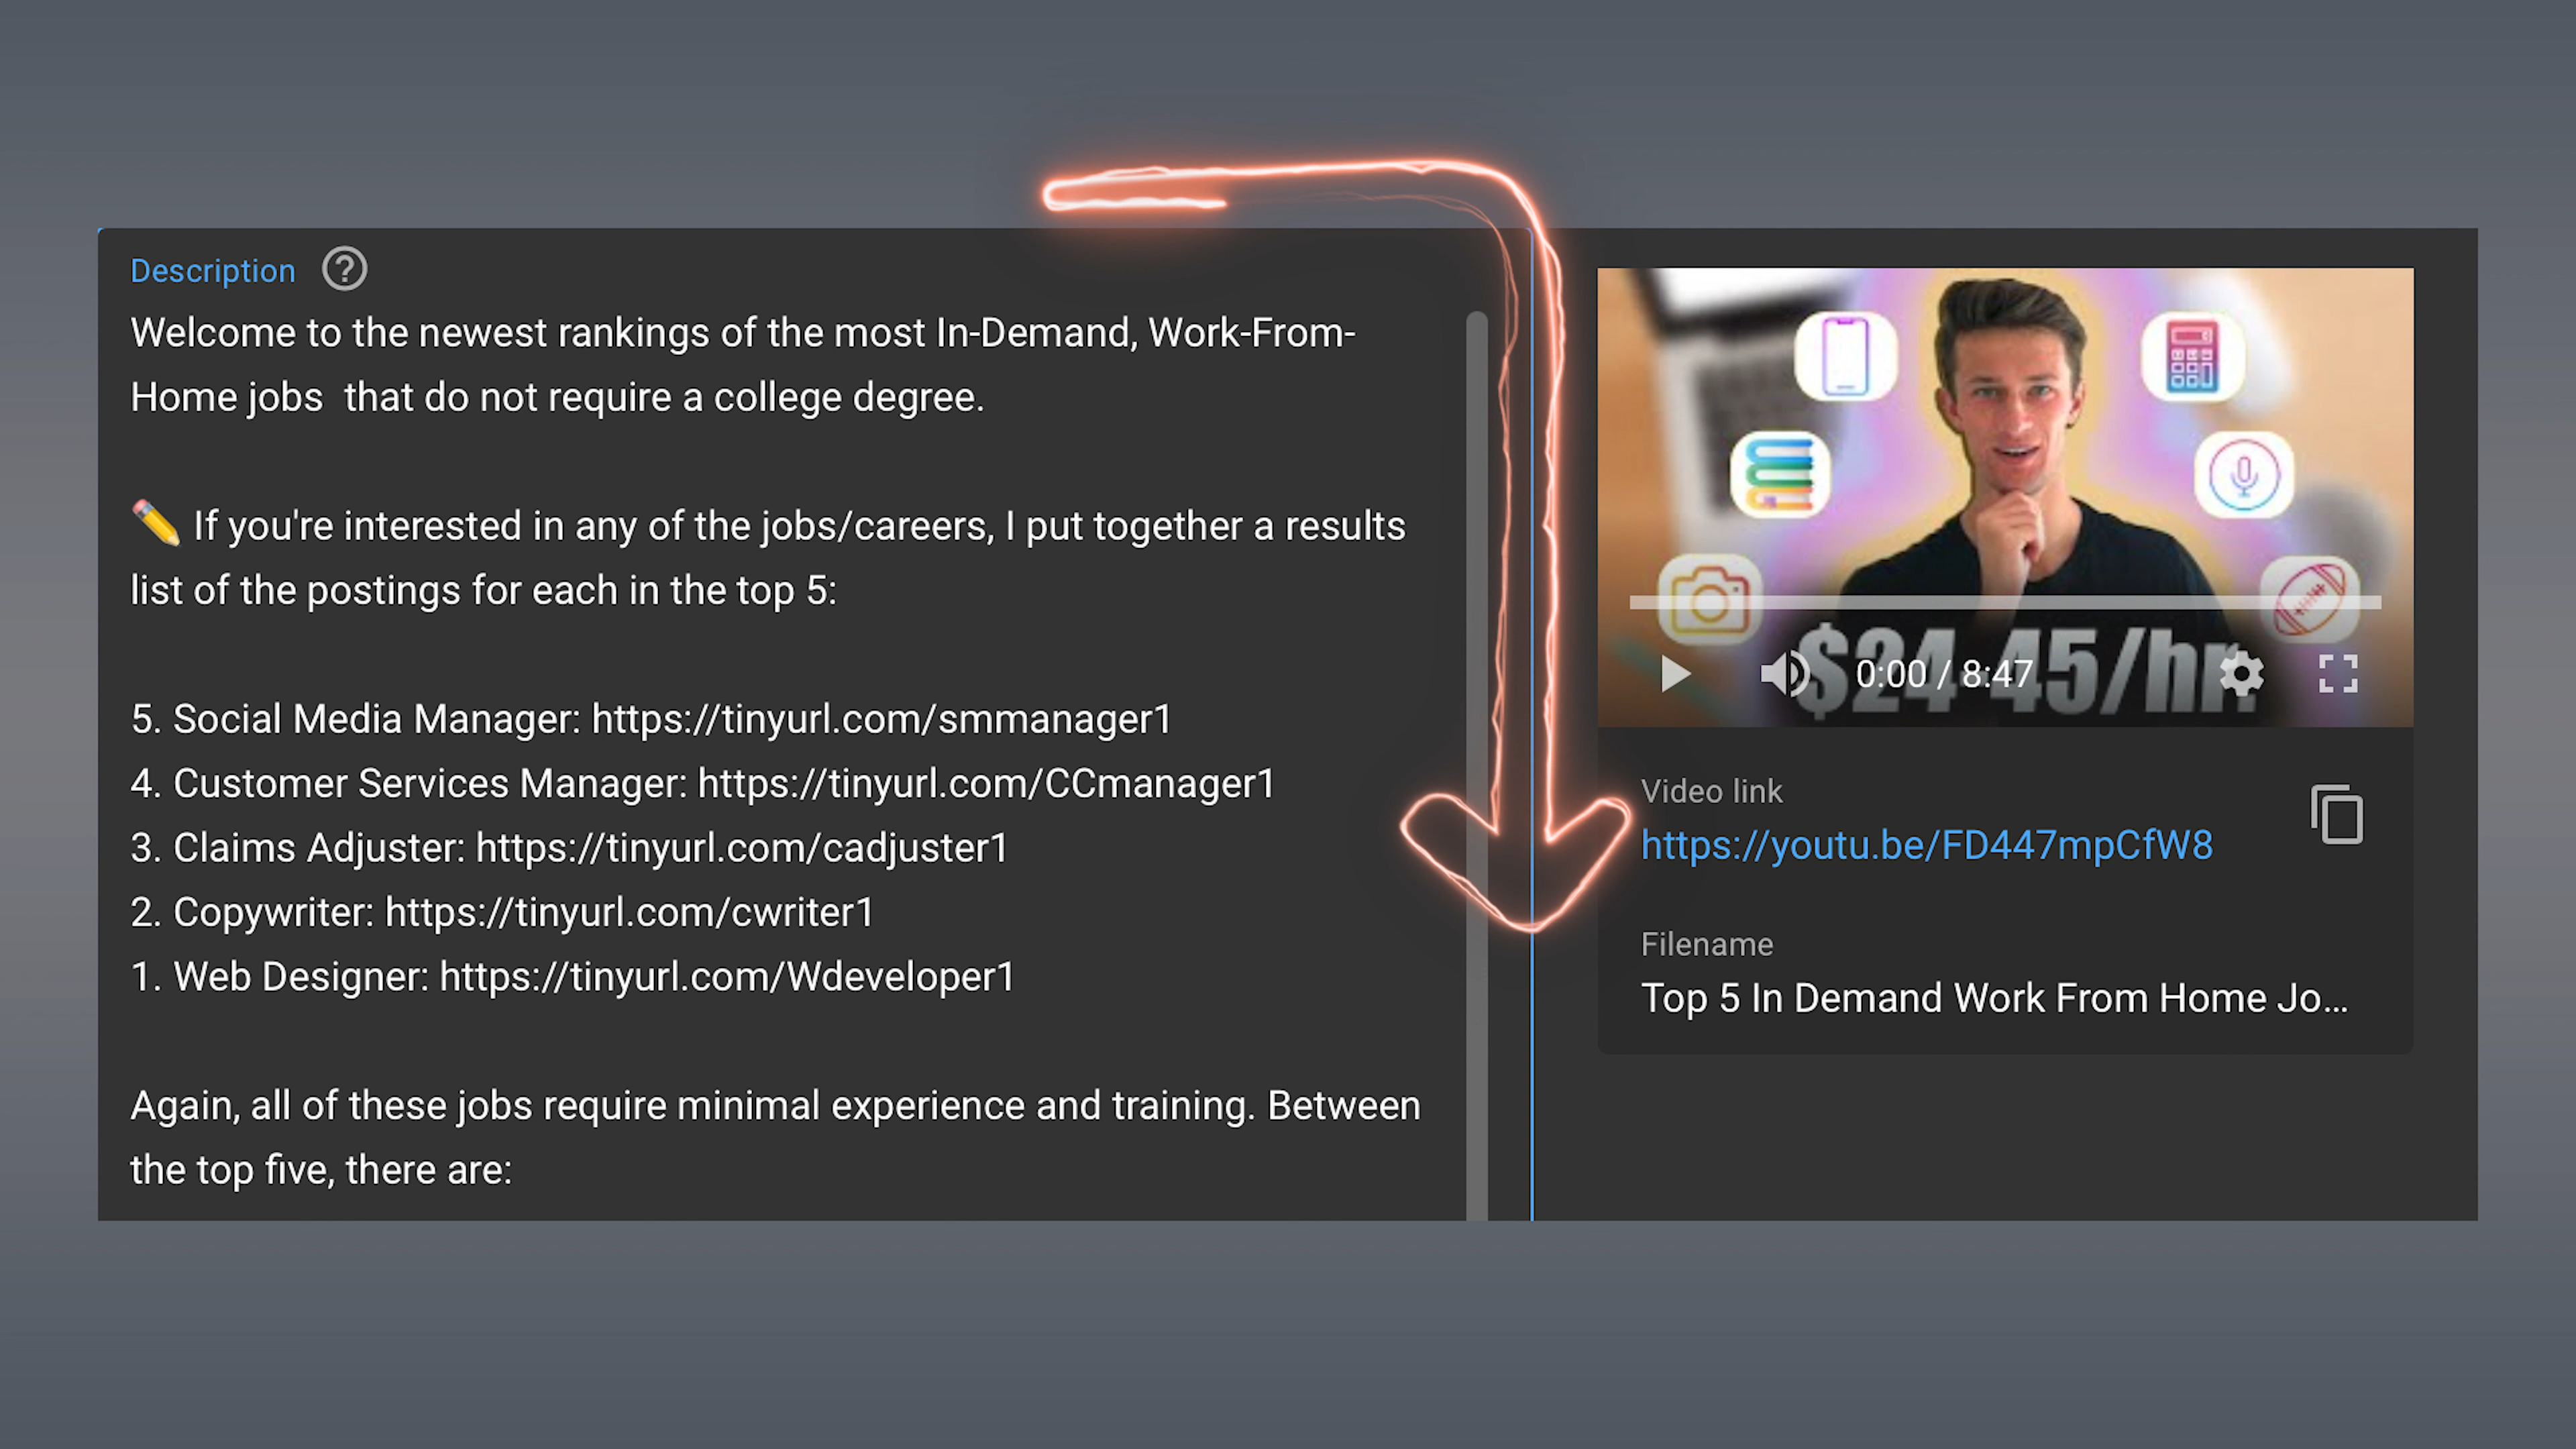 Description
Welcome to the newest rankings of the most In-Demand, Work-From-
Home jobs  that do not require a college degree.
✏️ If you're interested in any of the jobs/careers, I put together a results
list of the postings for each in the top 5:
5. Social Media Manager: https://tinyurl.com/smmanager1
4. Customer Services Manager: https://tinyurl.com/CCmanager1
3. Claims Adjuster: https://tinyurl.com/cadjuster1
2. Copywriter: https://tinyurl.com/cwriter1
1. Web Designer: https://tinyurl.com/Wdeveloper1
Again, all of these jobs require minimal experience and training. Between
the top five, there are:
$24.45/hr.
0:00 / 8:47
Video link
https://youtu.be/FD447mpCfW8
Filename
Top 5 In Demand Work From Home Jo...